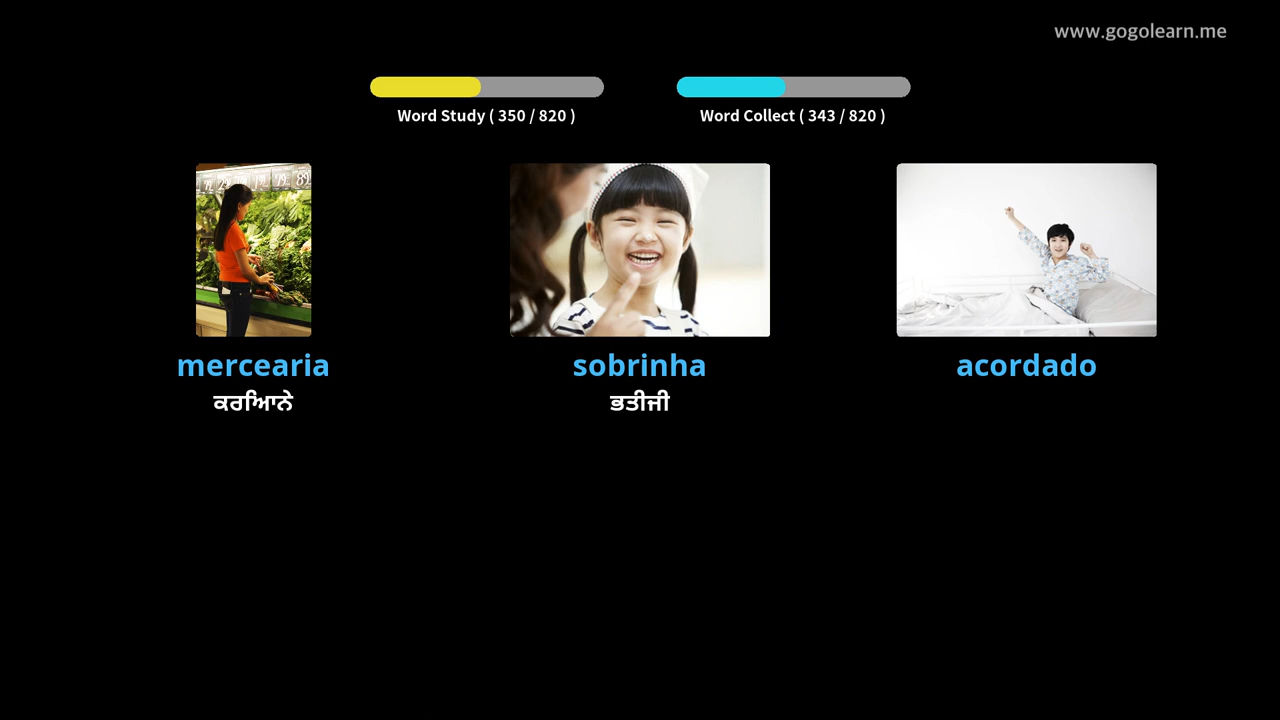 www.gogolearn.me
Word Study ( 350 / 820 )
Word Collect ( 343 / 820 )
mercearia
ਕਰਿਆਨੇ
sobrinha
ਭਤੀਜੀ
acordado